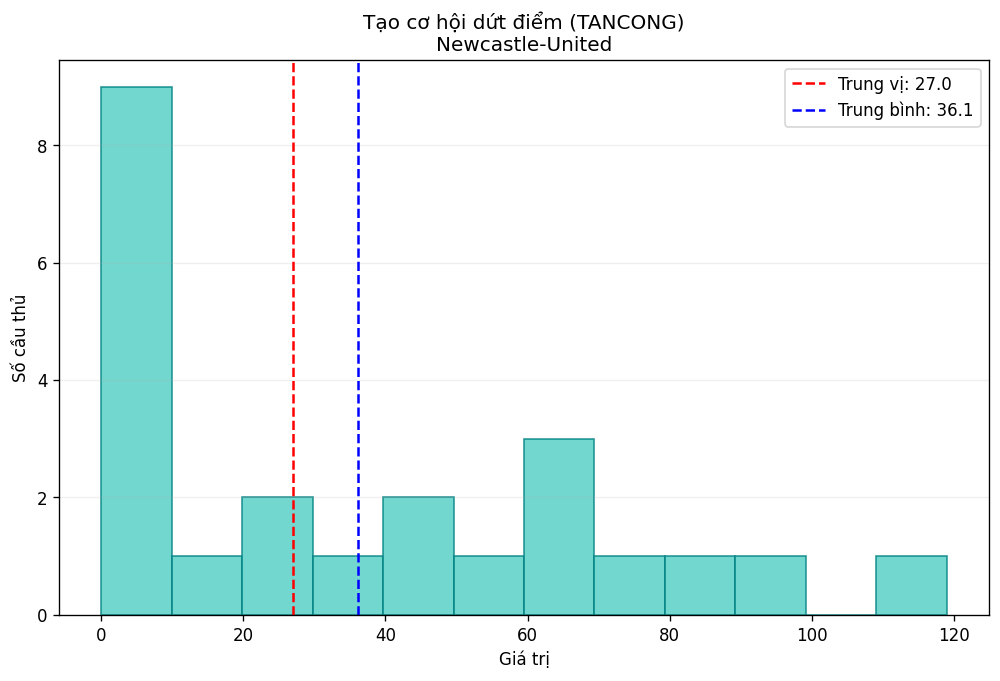 Tạo cơ hội dứt điểm (TANCONG)
Newcastle-United
Trung vị: 27.0
Trung bình: 36.1
Số cầu thủ
8
6
4
2
0
0 20 40 60 80 100 120
Giá trị